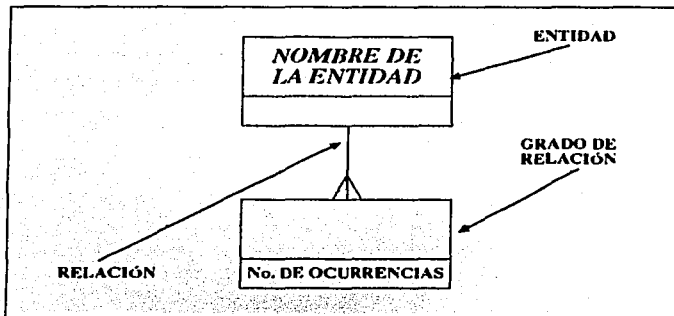 ENTIDAD
NOMBRE DE
LA ENTIDAD
GRADO DE
RELACIÓN
RELACIÓN
No. DE OCURRENCIAS